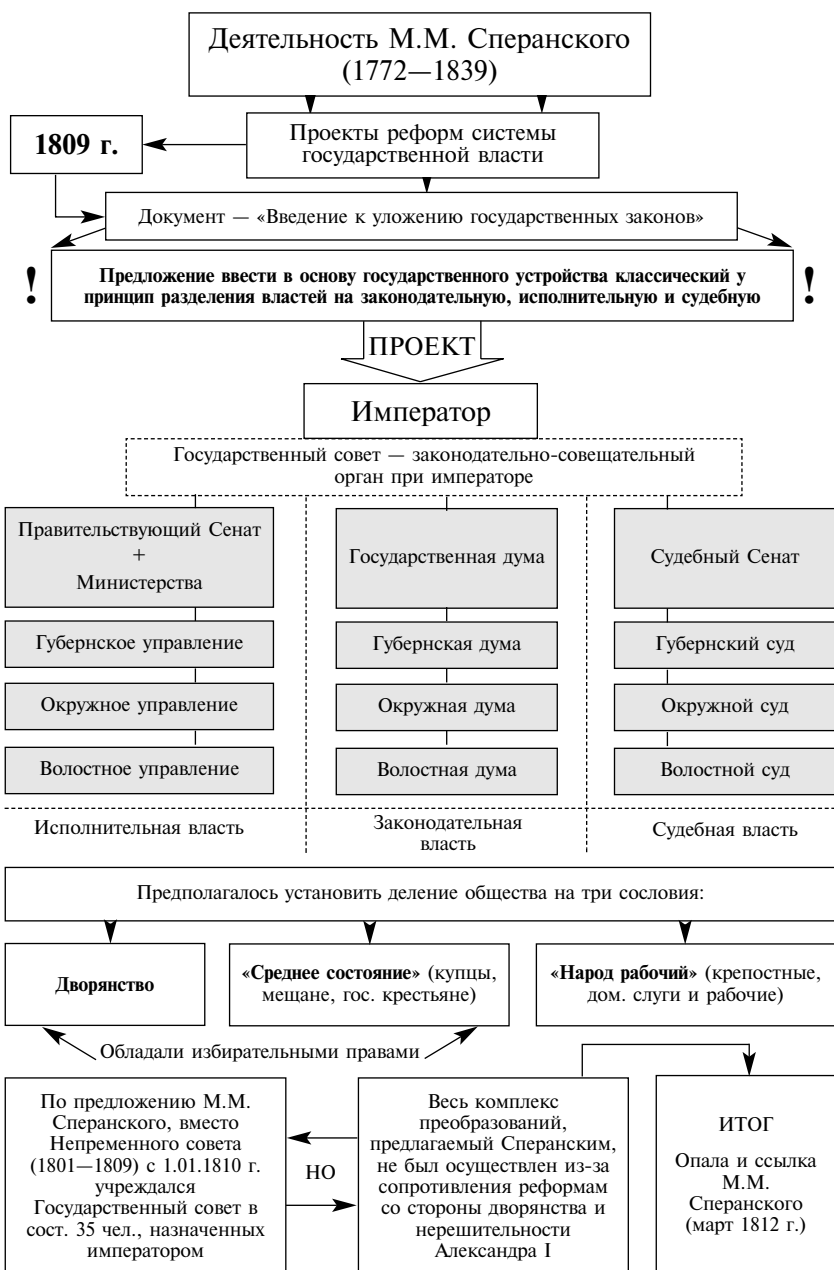 Деятельность М.М. Сперанского
(1772—1839)
1809 г.
Проекты реформ системы
государственной власти
Документ — «Введение к уложению государственных законов»
!
Предложение ввести в основу государственного устройства классический у
принцип разделения властей на законодательную, исполнительную и судебную
!
ПРОЕКТ
Император
Государственный совет — законодательно-совещательный
орган при императоре
Правительствующий Сенат
+
Министерства
Государственная дума
Судебный Сенат
Губернское управление
Губернская дума
Губернский суд
Окружное управление
Окружная дума
Окружной суд
Волостное управление
Волостная дума
Волостной суд
Исполнительная власть
Законодательная
власть
Судебная власть
Предполагалось установить деление общества на три сословия:
Дворянство
«Среднее состояние» (купцы,
мещане, гос. крестьяне)
«Народ рабочий» (крепостные,
дом. слуги и рабочие)
Обладали избирательными правами
По предложению М.М.
Сперанского, вместо
Непременного совета
(1801—1809) с 1.01.1810 г.
учреждался
Государственный совет в
сост. 35 чел., назначенных
императором
НО
Весь комплекс
преобразований,
предлагаемый Сперанским,
не был осуществлен из-за
сопротивления реформам
со стороны дворянства и
нерешительности
Александра I
ИТОГ
Опала и ссылка
М.М.
Сперанского
(март 1812 г.)